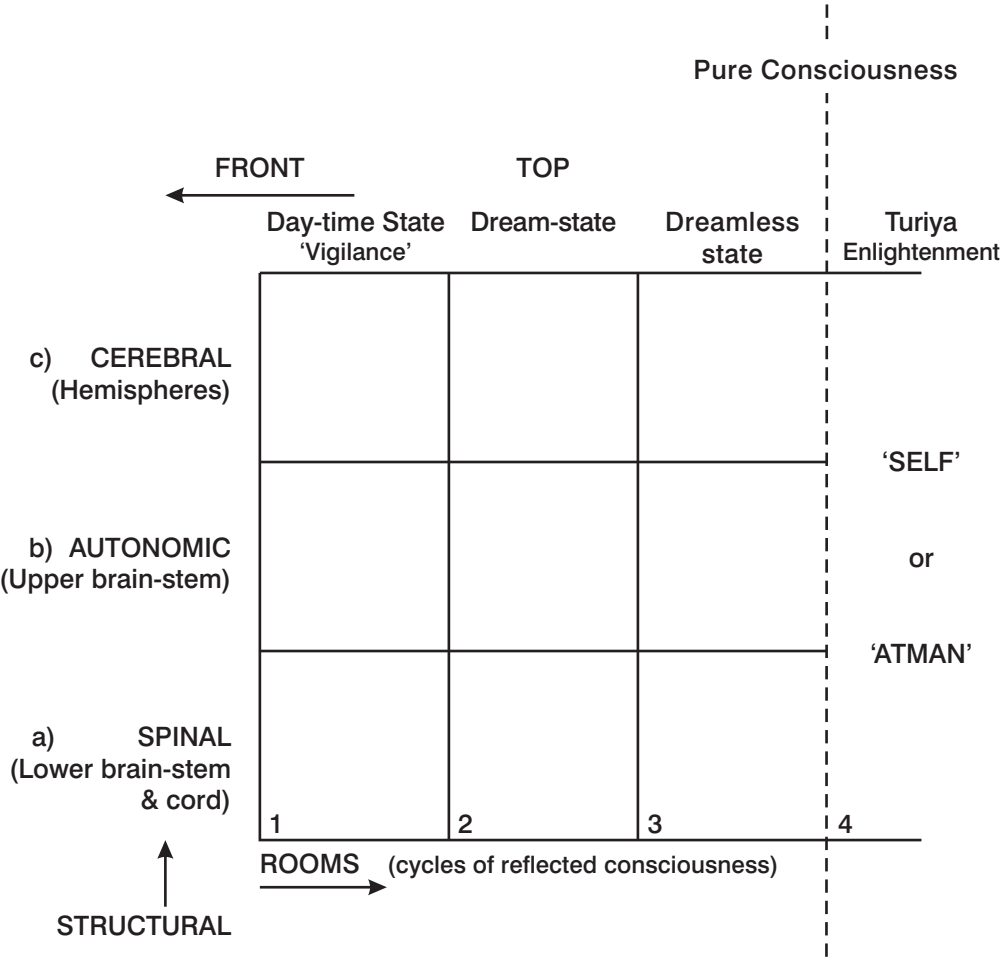 Pure Consciousness
FRONT TOP
Day-time State Dream-state Dreamless Turiya
‘Vigilance’ state Enlightenment
c) CEREBRAL
(Hemispheres)
‘SELF’
b) AUTONOMIC
(Upper brain-stem)
or
‘ATMAN’
a) SPINAL
(Lower brain-stem
& cord)
1 2 3 4
ROOMS (cycles of reflected consciousness)
STRUCTURAL